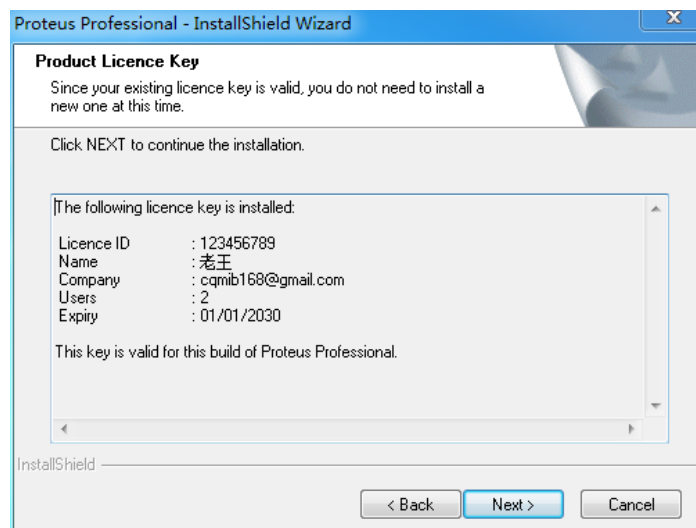 Proteus Professional - InstallShield Wizard
Product Licence Key
Since your existing licence key is valid, you do not need to install a
new one at this time.
Click NEXT to continue the installation.
The following licence key is installed:
Licence ID : 123456789
Name : 老王
Company : cqmib168@gmail.com
Users : 2
Expiry : 01/01/2030
This key is valid for this build of Proteus Professional.
InstallShield
< Back Next > Cancel